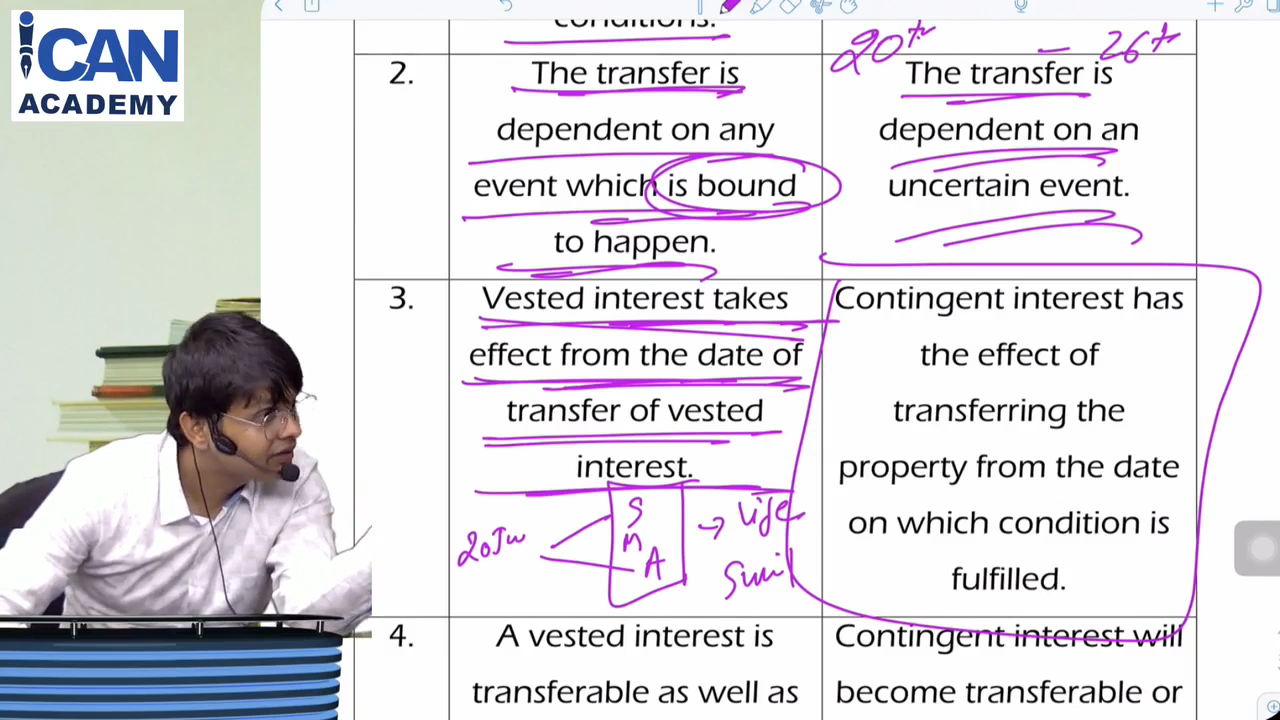 iCAN
ACADEMY
conditions.
20th – 26th
2.
The transfer is
dependent on any
event which is bound
to happen.
The transfer is
dependent on an
uncertain event.
3.
Vested interest takes
effect from the date of
transfer of vested
interest.
Contingent interest has
the effect of
transferring the
property from the date
on which condition is
fulfilled.
S
M
A
Life
4.
A vested interest is
transferable as well as
Contingent interest will
become transferable or